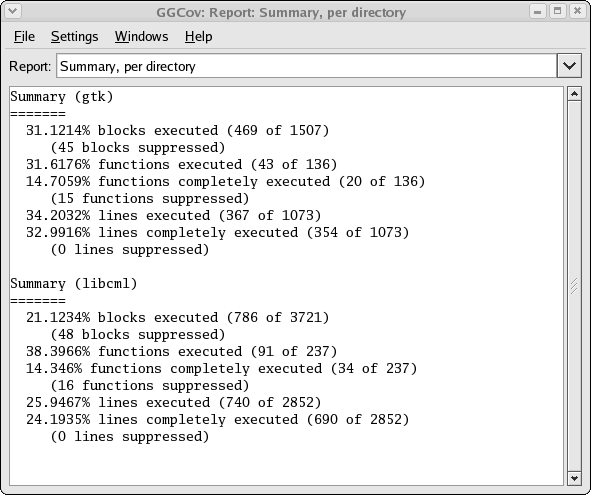 GGCov: Report: Summary, per directory
File Settings Windows Help
Report: Summary, per directory
Summary (gtk)
=======
31.1214% blocks executed (469 of 1507)
(45 blocks suppressed)
31.6176% functions executed (43 of 136)
14.7059% functions completely executed (20 of 136)
(15 functions suppressed)
34.2032% lines executed (367 of 1073)
32.9916% lines completely executed (354 of 1073)
(0 lines suppressed)
Summary (libcml)
=======
21.1234% blocks executed (786 of 3721)
(48 blocks suppressed)
38.3966% functions executed (91 of 237)
14.346% functions completely executed (34 of 237)
(16 functions suppressed)
25.9467% lines executed (740 of 2852)
24.1935% lines completely executed (690 of 2852)
(0 lines suppressed)